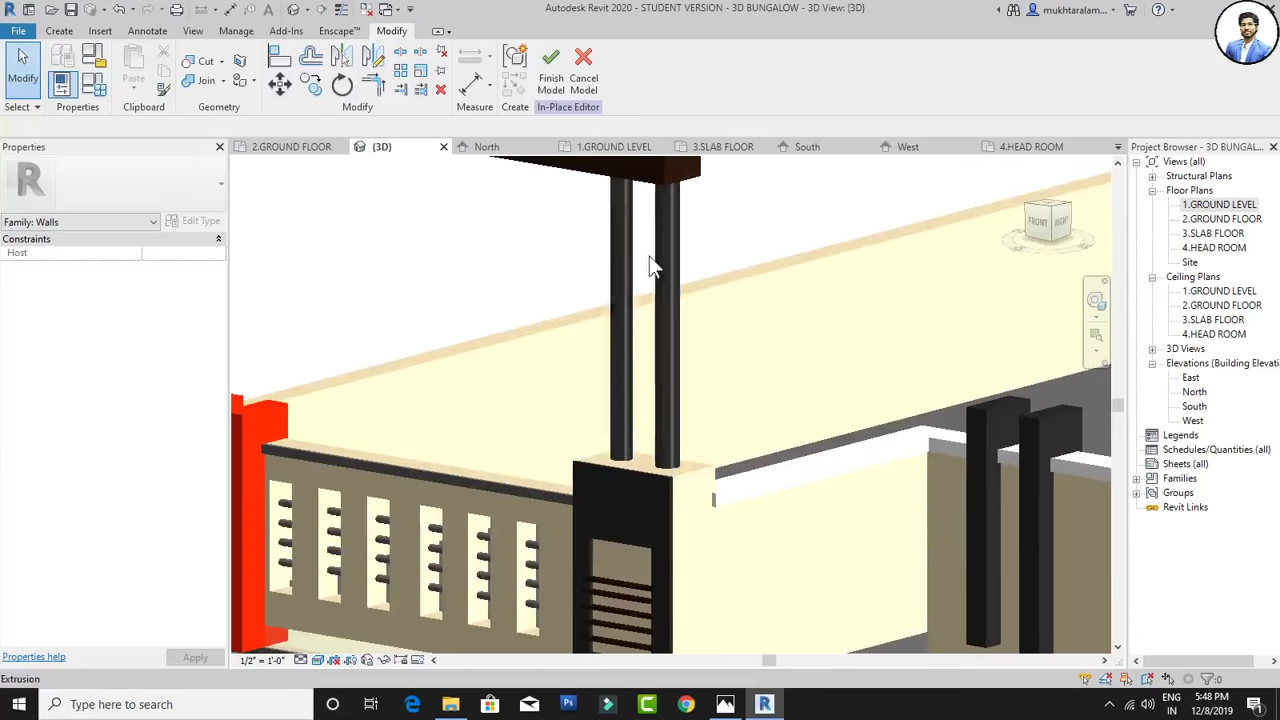 Autodesk Revit 2020 - STUDENT VERSION - 3D BUNGALOW - 3D View: {3D}
mukhtaralam...
File Create Insert Annotate View Manage Add-Ins Enscape™ Modify
Modify
Cut
Join
Paste
Finish Model
Cancel Model
Select Properties Clipboard Geometry Modify Measure Create In-Place Editor
Properties
2.GROUND FLOOR {3D} North 1.GROUND LEVEL 3.SLAB FLOOR South West 4.HEAD ROOM
Project Browser - 3D BUNGAL...
Family: Walls
Edit Type
Constraints
Host
Views (all)
Structural Plans
Floor Plans
1.GROUND LEVEL
2.GROUND FLOOR
3.SLAB FLOOR
4.HEAD ROOM
Site
Ceiling Plans
1.GROUND LEVEL
2.GROUND FLOOR
3.SLAB FLOOR
4.HEAD ROOM
3D Views
Elevations (Building Elevati
East
North
South
West
Legends
Schedules/Quantities (all)
Sheets (all)
Families
Groups
Revit Links
FRONT RIGHT
Properties help
Apply
1/2" = 1'-0"
Extrusion
:0
Type here to search
ENG
IN
5:48 PM
12/8/2019